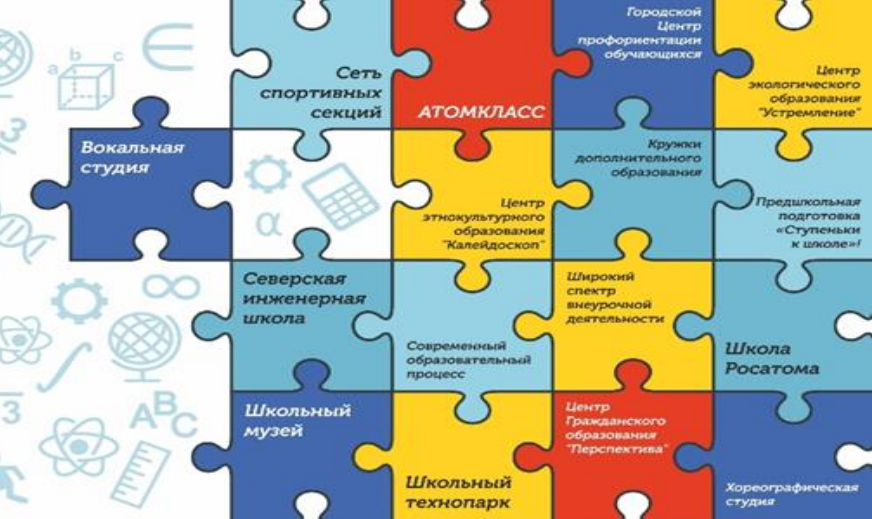 Сеть
спортивных
секций
АТОМКЛАСС
Городской
Центр
профориентации
обучающихся
Центр
экологического
образования
"Устремление"
Вокальная
студия
Центр
этнокультурного
образования
"Калейдоскоп"
Кружки
дополнительного
образования
Предшкольная
подготовка
«Ступеньки
к школе»!
Северская
инженерная
школа
Современный
образовательный
процесс
Широкий
спектр
внеурочной
деятельности
Школа
Росатома
Школьный
музей
Школьный
технопарк
Центр
Гражданского
образования
"Перспектива"
Хореографическая
студия
a b c
∈
α
∞
∫
3
ABC